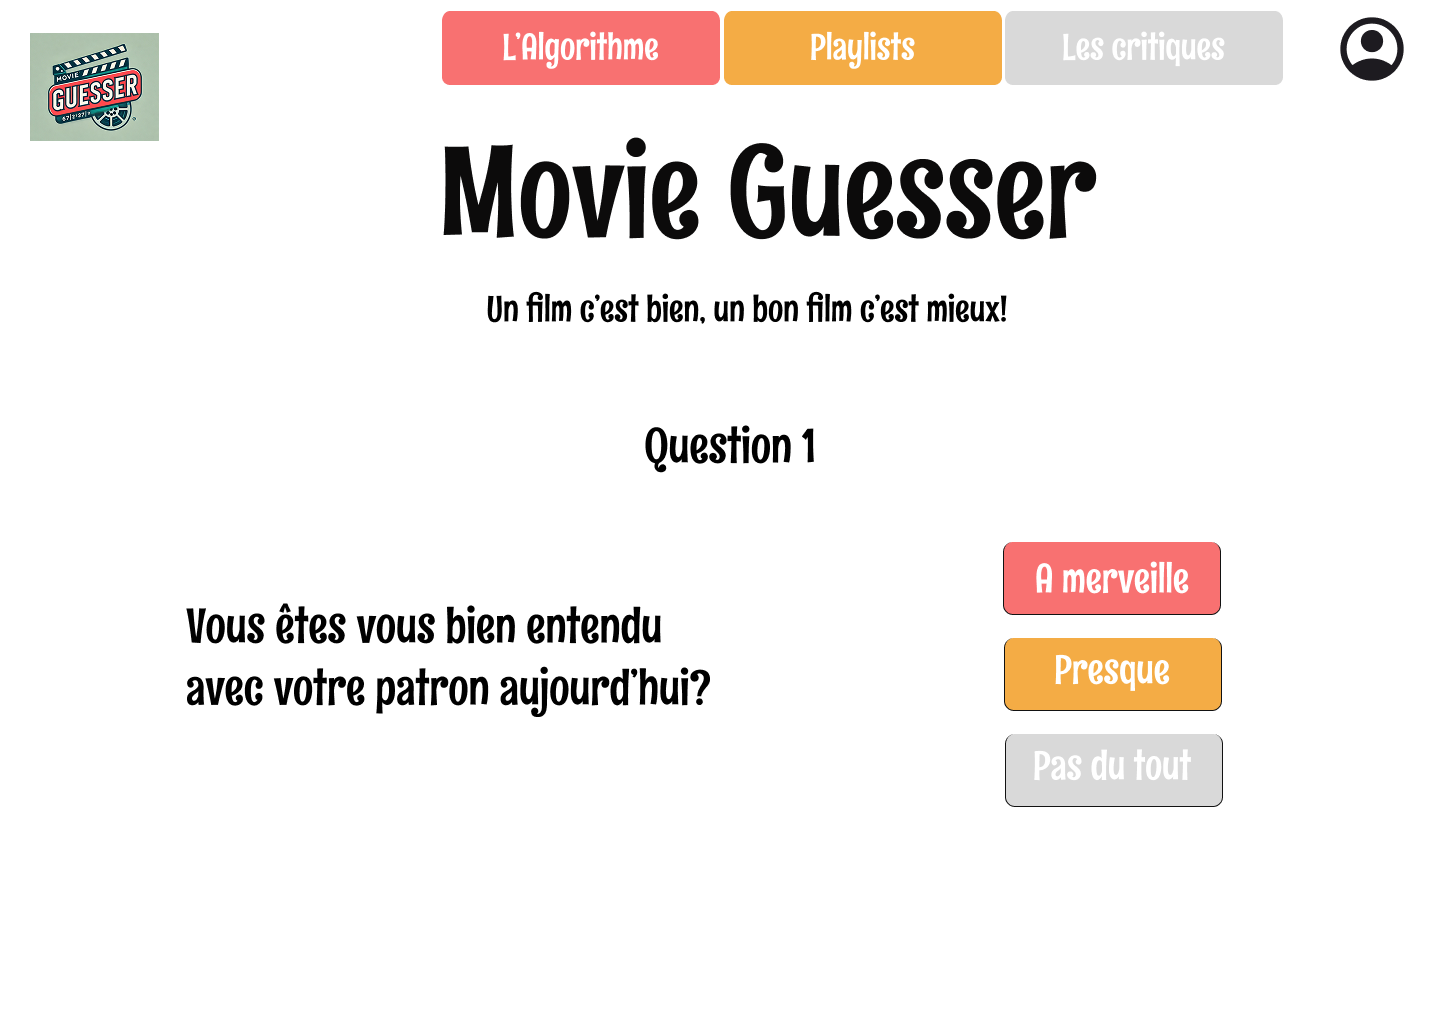 L'Algorithme
Playlists
Les critiques
MOVIE
GUESSER
Movie Guesser
Un film c'est bien, un bon film c'est mieux!
Question 1
Vous êtes vous bien entendu
avec votre patron aujourd'hui?
A merveille
Presque
Pas du tout